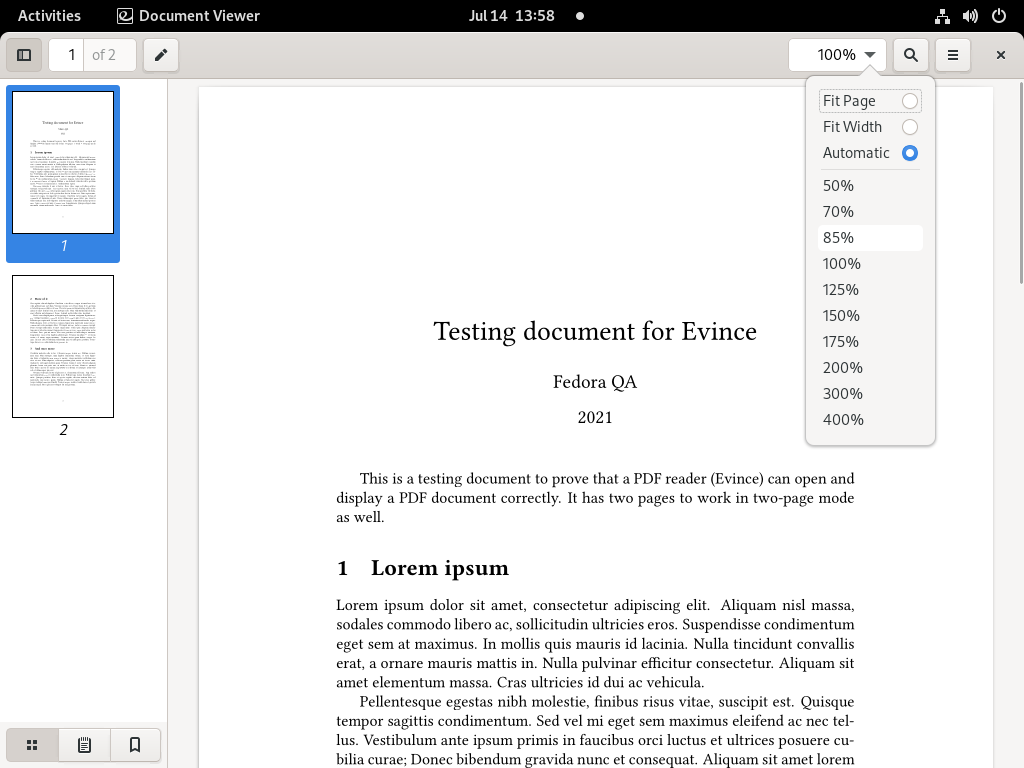 Activities
Document Viewer
Jul 14 13:58
1 of 2
100%
Fit Page
Fit Width
Automatic
50%
70%
85%
100%
125%
150%
175%
200%
300%
400%
1
2
Testing document for Evince
Fedora QA
2021
This is a testing document to prove that a PDF reader (Evince) can open and
display a PDF document correctly. It has two pages to work in two-page mode
as well.
1 Lorem ipsum
Lorem ipsum dolor sit amet, consectetur adipiscing elit. Aliquam nisl massa,
sodales commodo libero ac, sollicitudin ultricies eros. Suspendisse condimentum
eget sem at maximus. In mollis quis mauris id lacinia. Nulla tincidunt convallis
erat, a ornare mauris mattis in. Nulla pulvinar efficitur consectetur. Aliquam sit
amet elementum massa. Cras ultricies id dui ac vehicula.
Pellentesque egestas nibh molestie, finibus risus vitae, suscipit est. Quisque
tempor sagittis condimentum. Sed vel mi eget sem maximus eleifend ac nec tel-
lus. Vestibulum ante ipsum primis in faucibus orci luctus et ultrices posuere cu-
bilia curae; Donec bibendum gravida nunc et consequat. Aliquam sit amet lorem